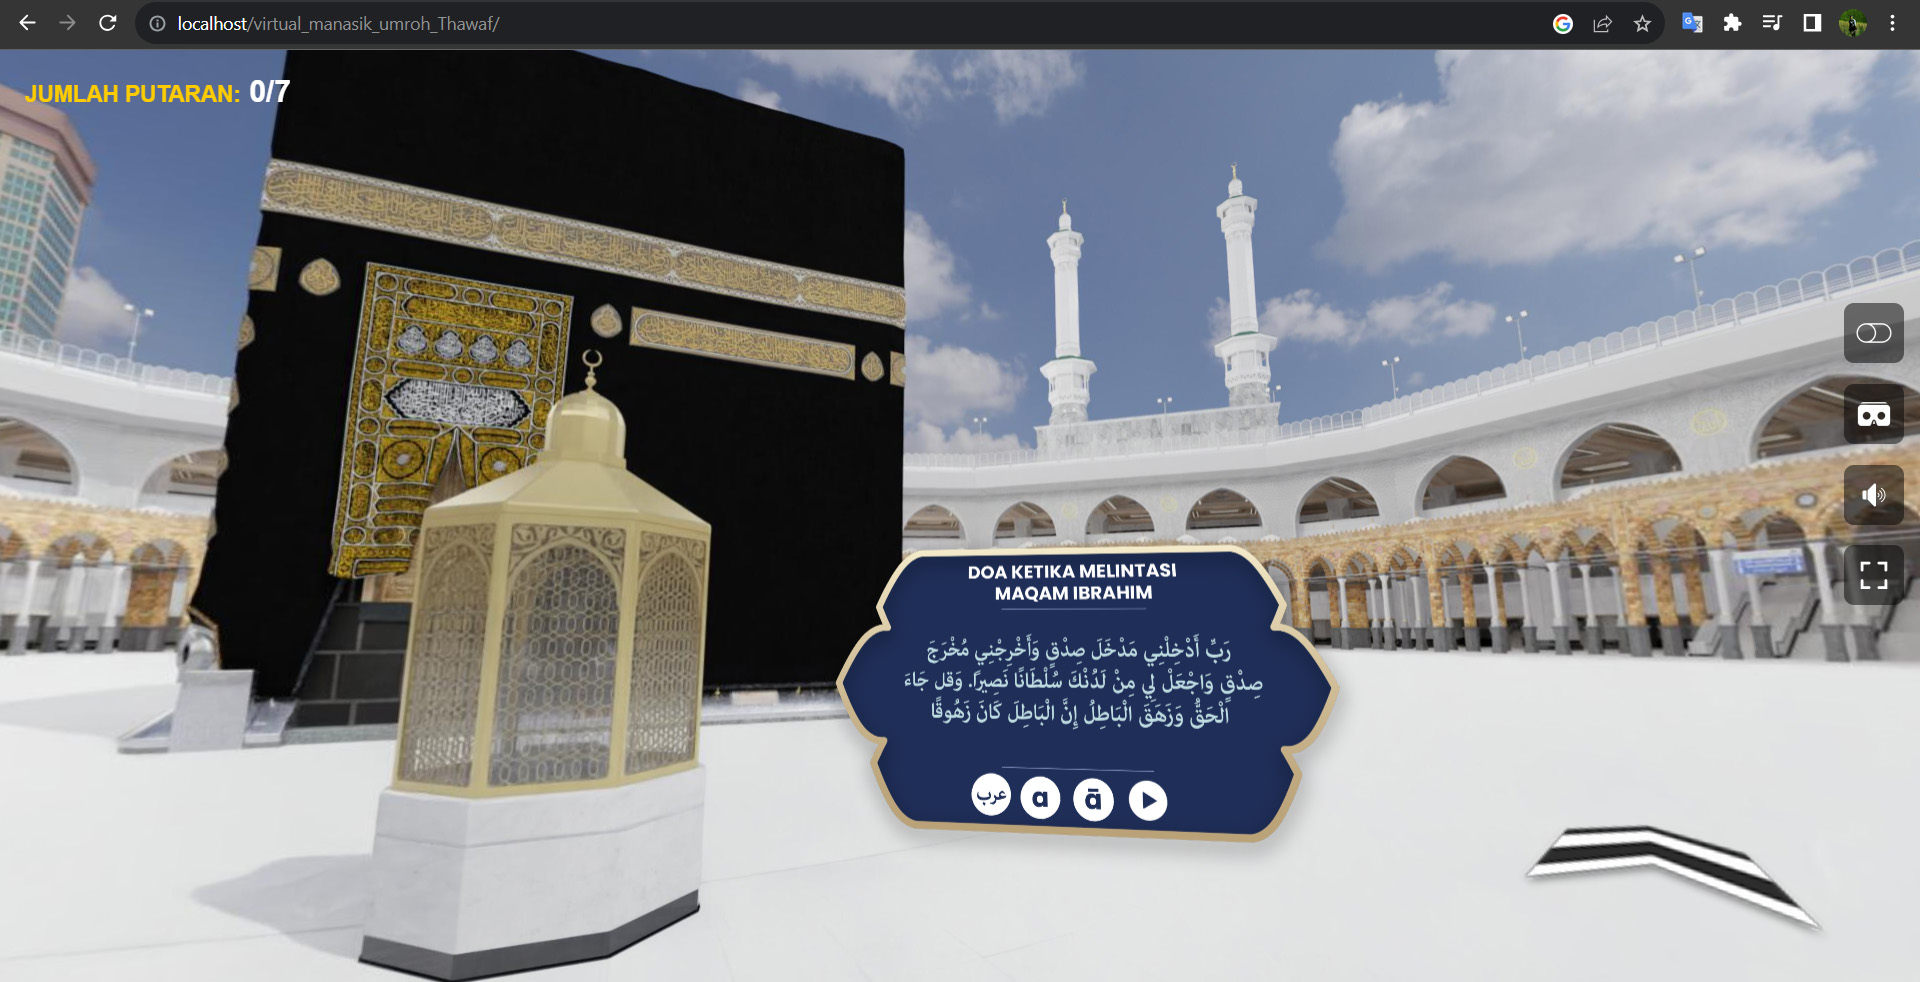 localhost/virtual_manasik_umroh_Thawaf/
JUMLAH PUTARAN: 0/7
DOA KETIKA MELINTASI
MAQAM IBRAHIM
رَبِّ أَدْخِلْنِي مَدْخَلَ صِدْقٍ وَأَخْرِجْنِي مُخْرَجَ
صِدْقٍ وَاجْعَلْ لِي مِنْ لَدُنْكَ سُلْطَانًا نَصِيرًا. وَقل جَاءَ
الْحَقُّ وَزَهَقَ الْبَاطِلُ إِنَّ الْبَاطِلَ كَانَ زَهُوقًا
عرب a ā